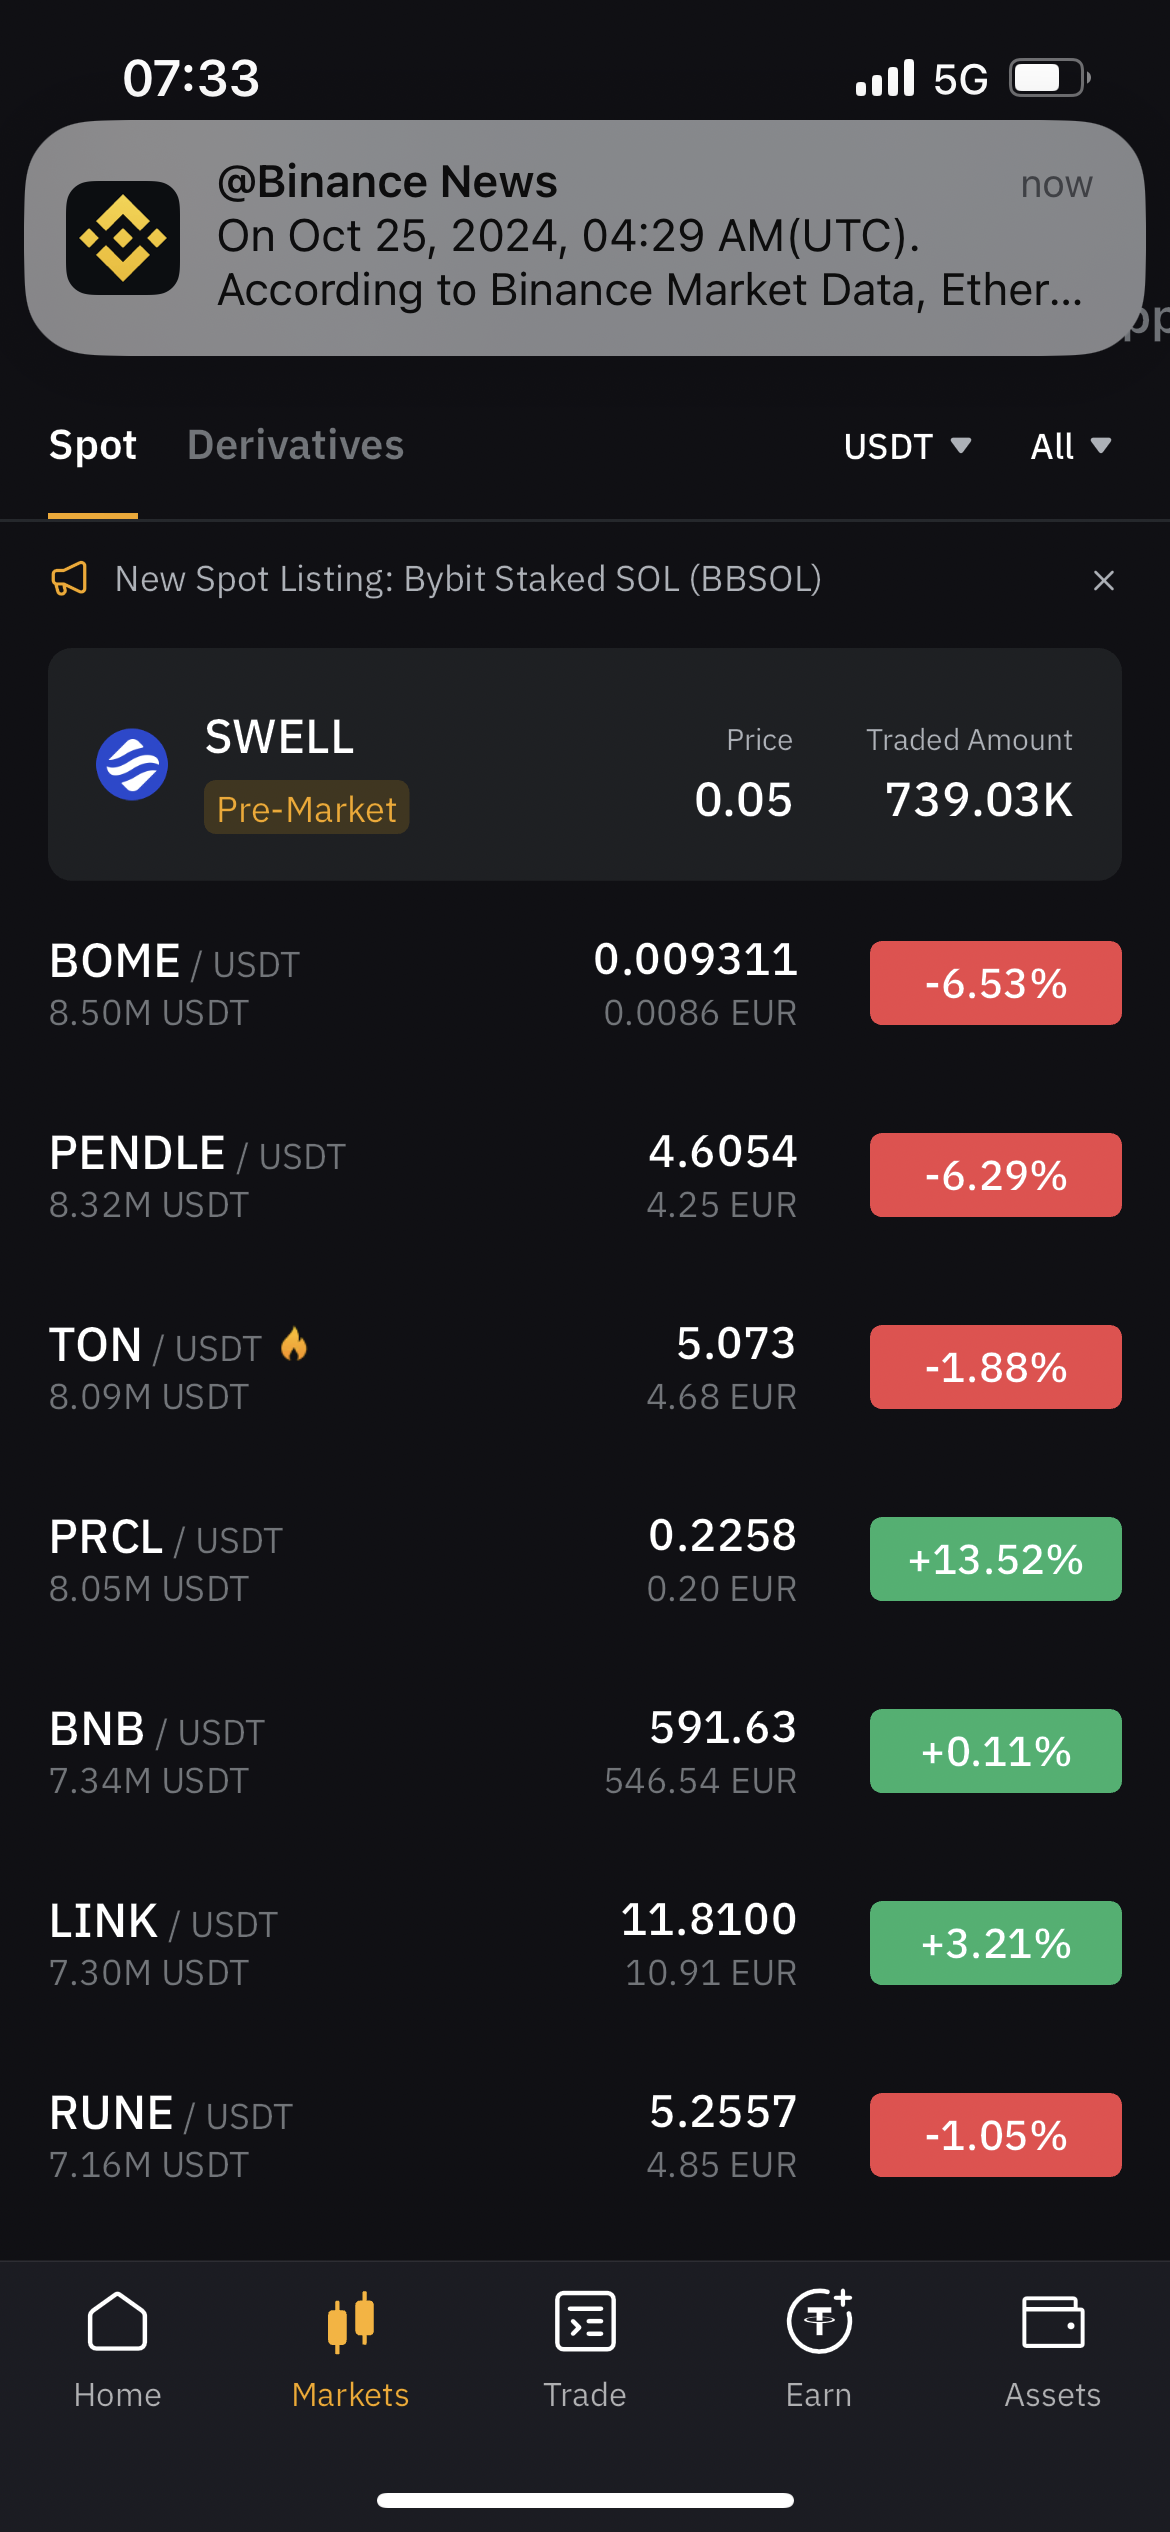 07:33 5G
@Binance News now
On Oct 25, 2024, 04:29 AM(UTC).
According to Binance Market Data, Ether...
Spot Derivatives USDT All
New Spot Listing: Bybit Staked SOL (BBSOL)
SWELL Price Traded Amount
Pre-Market 0.05 739.03K
BOME / USDT 0.009311 -6.53%
8.50M USDT 0.0086 EUR
PENDLE / USDT 4.6054 -6.29%
8.32M USDT 4.25 EUR
TON / USDT 5.073 -1.88%
8.09M USDT 4.68 EUR
PRCL / USDT 0.2258 +13.52%
8.05M USDT 0.20 EUR
BNB / USDT 591.63 +0.11%
7.34M USDT 546.54 EUR
LINK / USDT 11.8100 +3.21%
7.30M USDT 10.91 EUR
RUNE / USDT 5.2557 -1.05%
7.16M USDT 4.85 EUR
Home Markets Trade Earn Assets